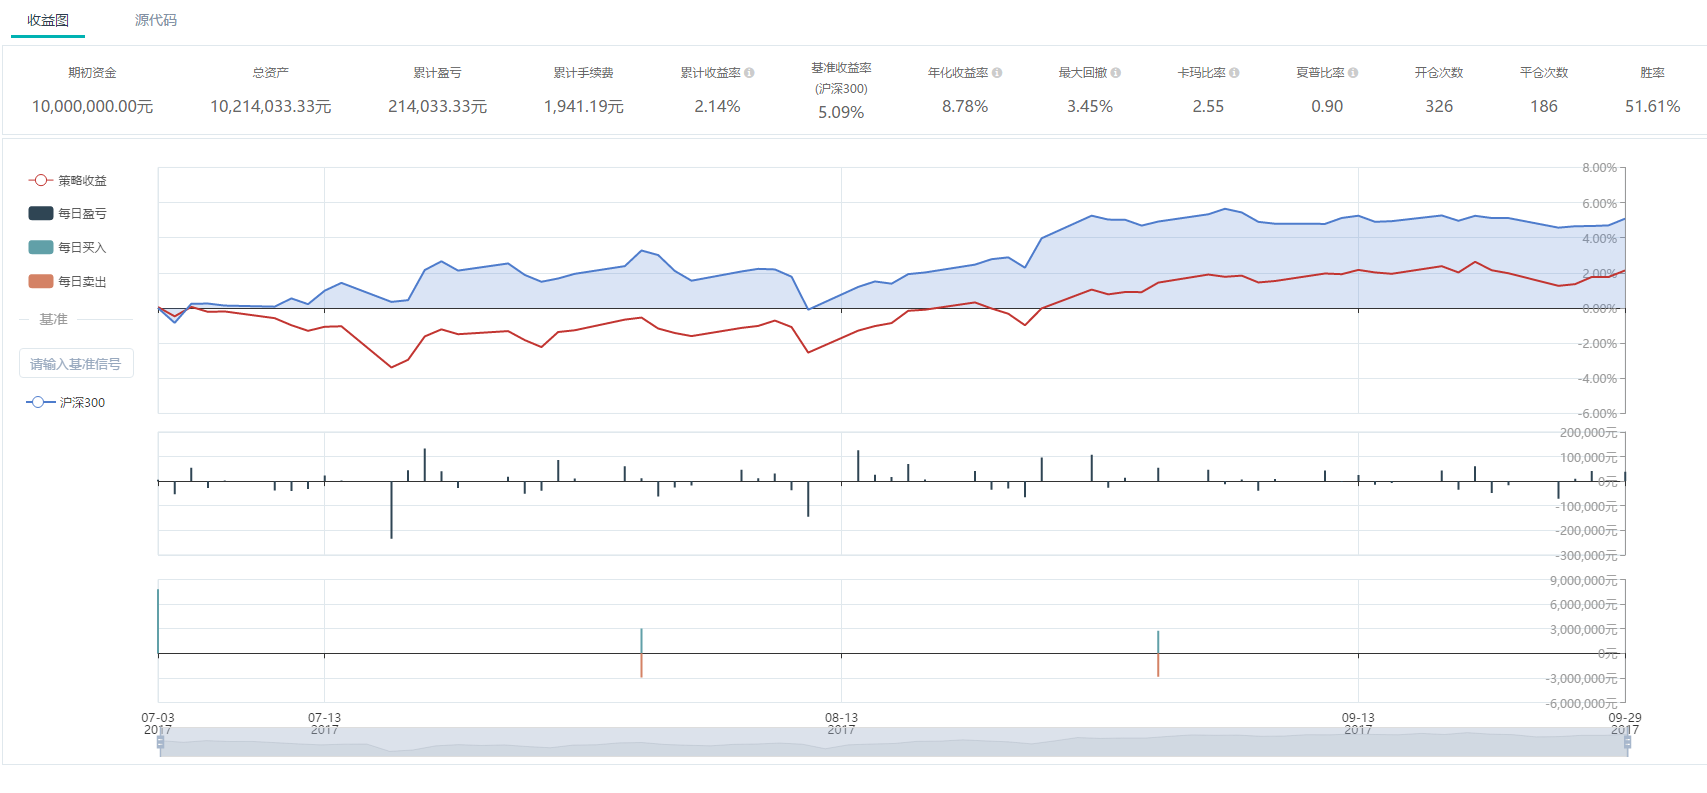 收益图 源代码
期初资金 总资产 累计盈亏 累计手续费 累计收益率 基准收益率 年化收益率 最大回撤 卡玛比率 夏普比率 开仓次数 平仓次数 胜率
(沪深300)
10,000,000.00元 10,214,033.33元 214,033.33元 1,941.19元 2.14% 5.09% 8.78% 3.45% 2.55 0.90 326 186 51.61%
策略收益
每日盈亏
每日买入
每日卖出
基准
请输入基准信号
沪深300
8.00%
6.00%
4.00%
2.00%
0.00%
-2.00%
-4.00%
-6.00%
200,000元
100,000元
0元
-100,000元
-200,000元
-300,000元
9,000,000元
6,000,000元
3,000,000元
0元
-3,000,000元
-6,000,000元
07-03 07-13 08-13 09-13 09-29
2017 2017 2017 2017 2017